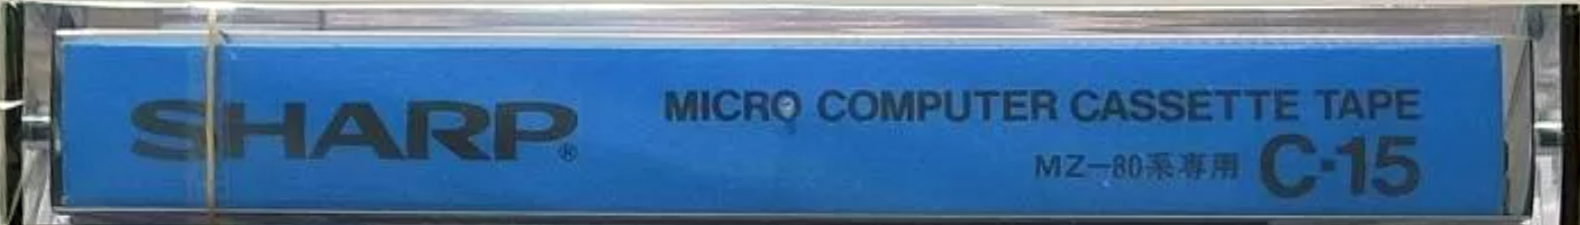 SHARP®
MICRO COMPUTER CASSETTE TAPE
MZ-80系専用 C-15